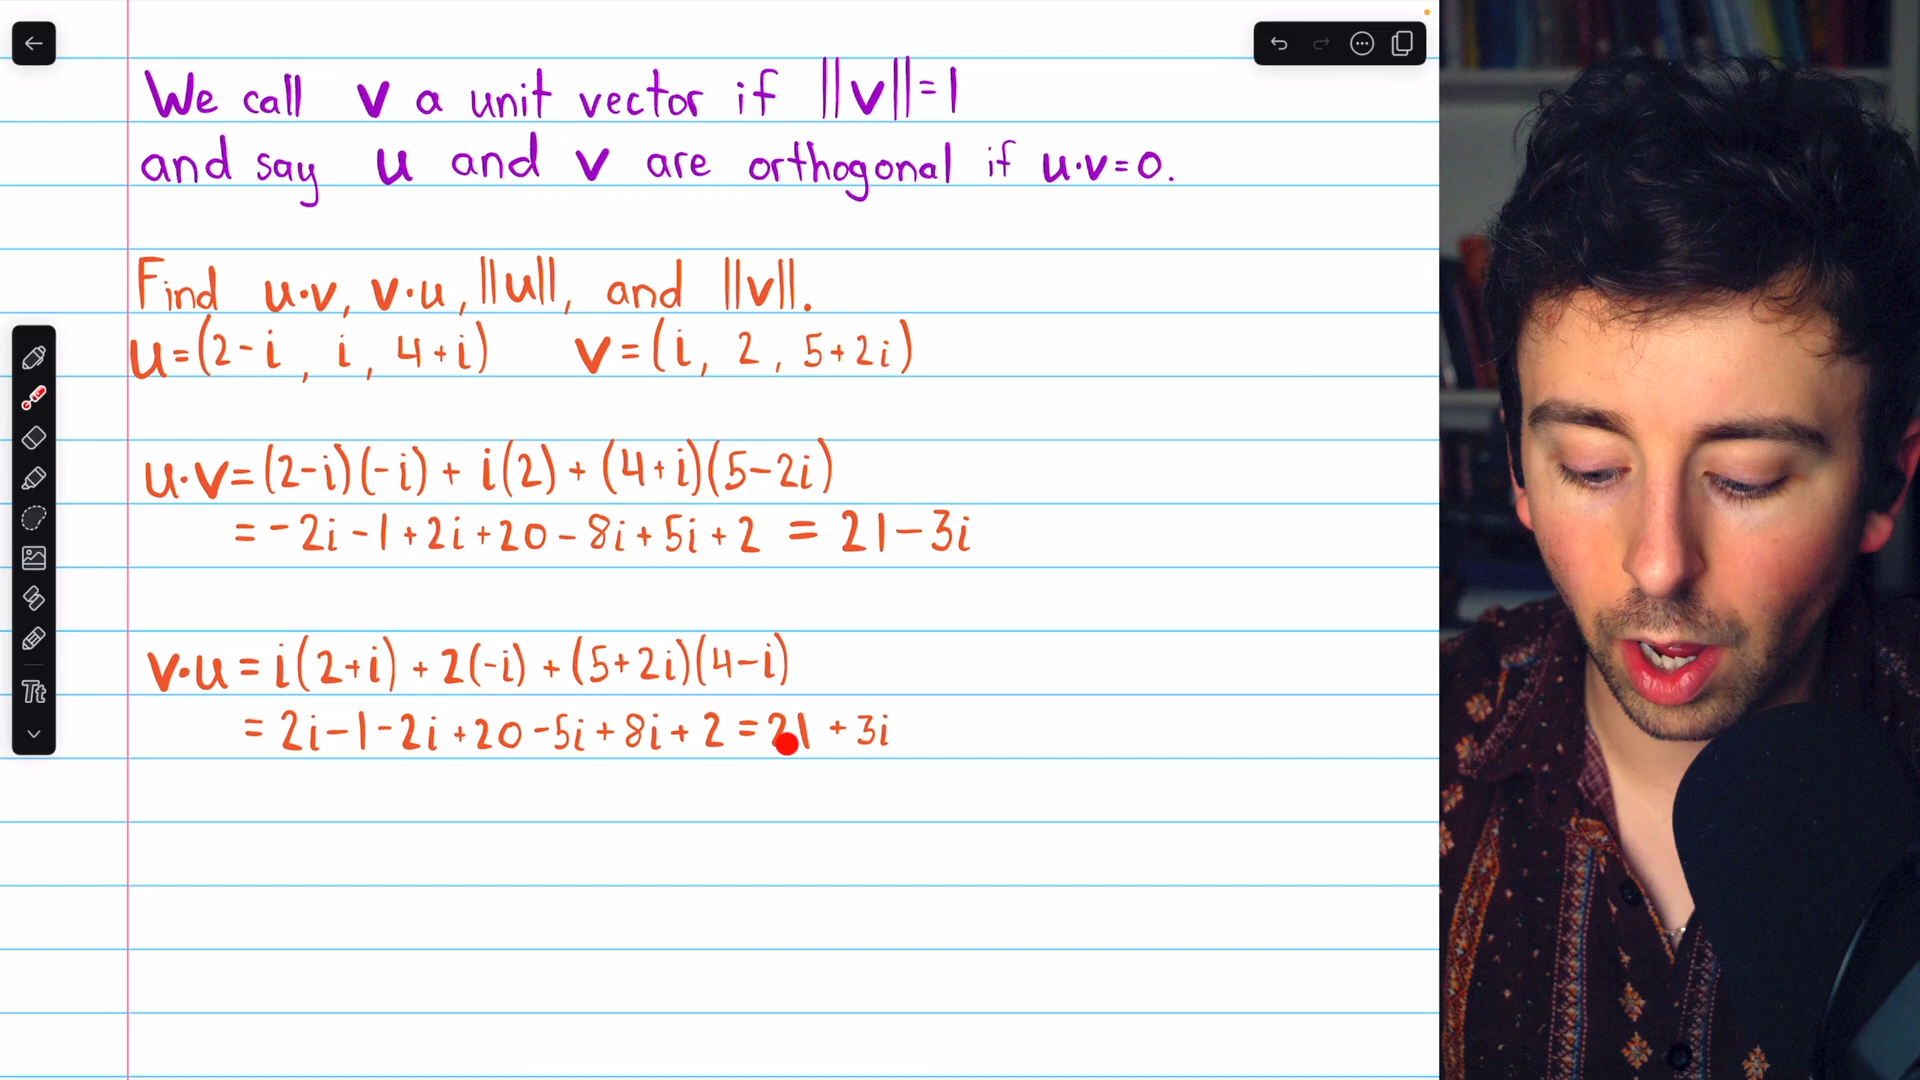 We call v a unit vector if ||v||=1
and say u and v are orthogonal if u·v=0.
Find u·v, v·u, ||u||, and ||v||.
u=(2-i, i, 4+i) v=(i, 2, 5+2i)
u·v=(2-i)(-i)+i(2)+(4+i)(5-2i)
=-2i-1+2i+20-8i+5i+2=21-3i
v·u=i(2+i)+2(-i)+(5+2i)(4-i)
=2i-1-2i+20-5i+8i+2=21+3i
Tt